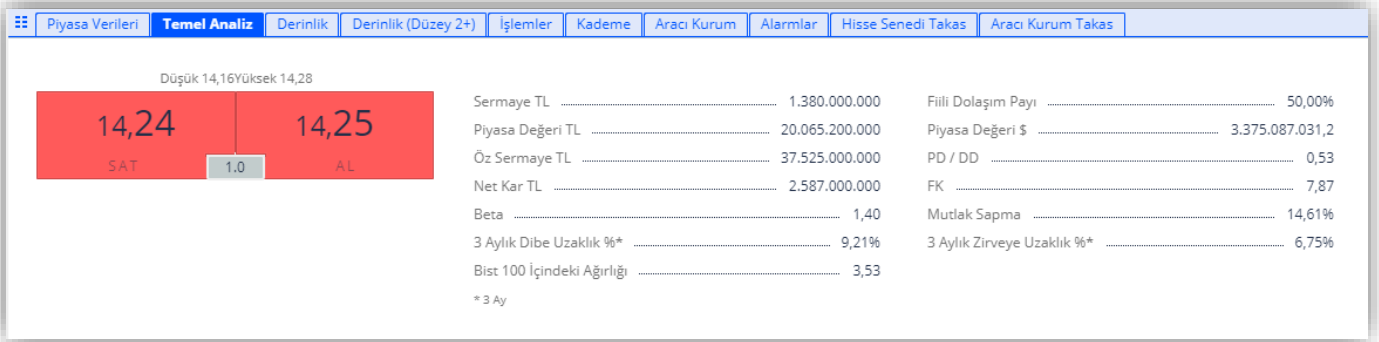 Piyasa Verileri Temel Analiz Derinlik Derinlik (Düzey 2+) İşlemler Kademe Aracı Kurum Alarmlar Hisse Senedi Takas Aracı Kurum Takas
Düşük 14,16Yüksek 14,28
14,24 14,25
SAT 1.0 AL
Sermaye TL 1.380.000.000
Piyasa Değeri TL 20.065.200.000
Öz Sermaye TL 37.525.000.000
Net Kar TL 2.587.000.000
Beta 1,40
3 Aylık Dibe Uzaklık %* 9,21%
Bist 100 İçindeki Ağırlığı 3,53
* 3 Ay
Fiili Dolaşım Payı 50,00%
Piyasa Değeri $ 3.375.087.031,2
PD / DD 0,53
FK 7,87
Mutlak Sapma 14,61%
3 Aylık Zirveye Uzaklık %* 6,75%